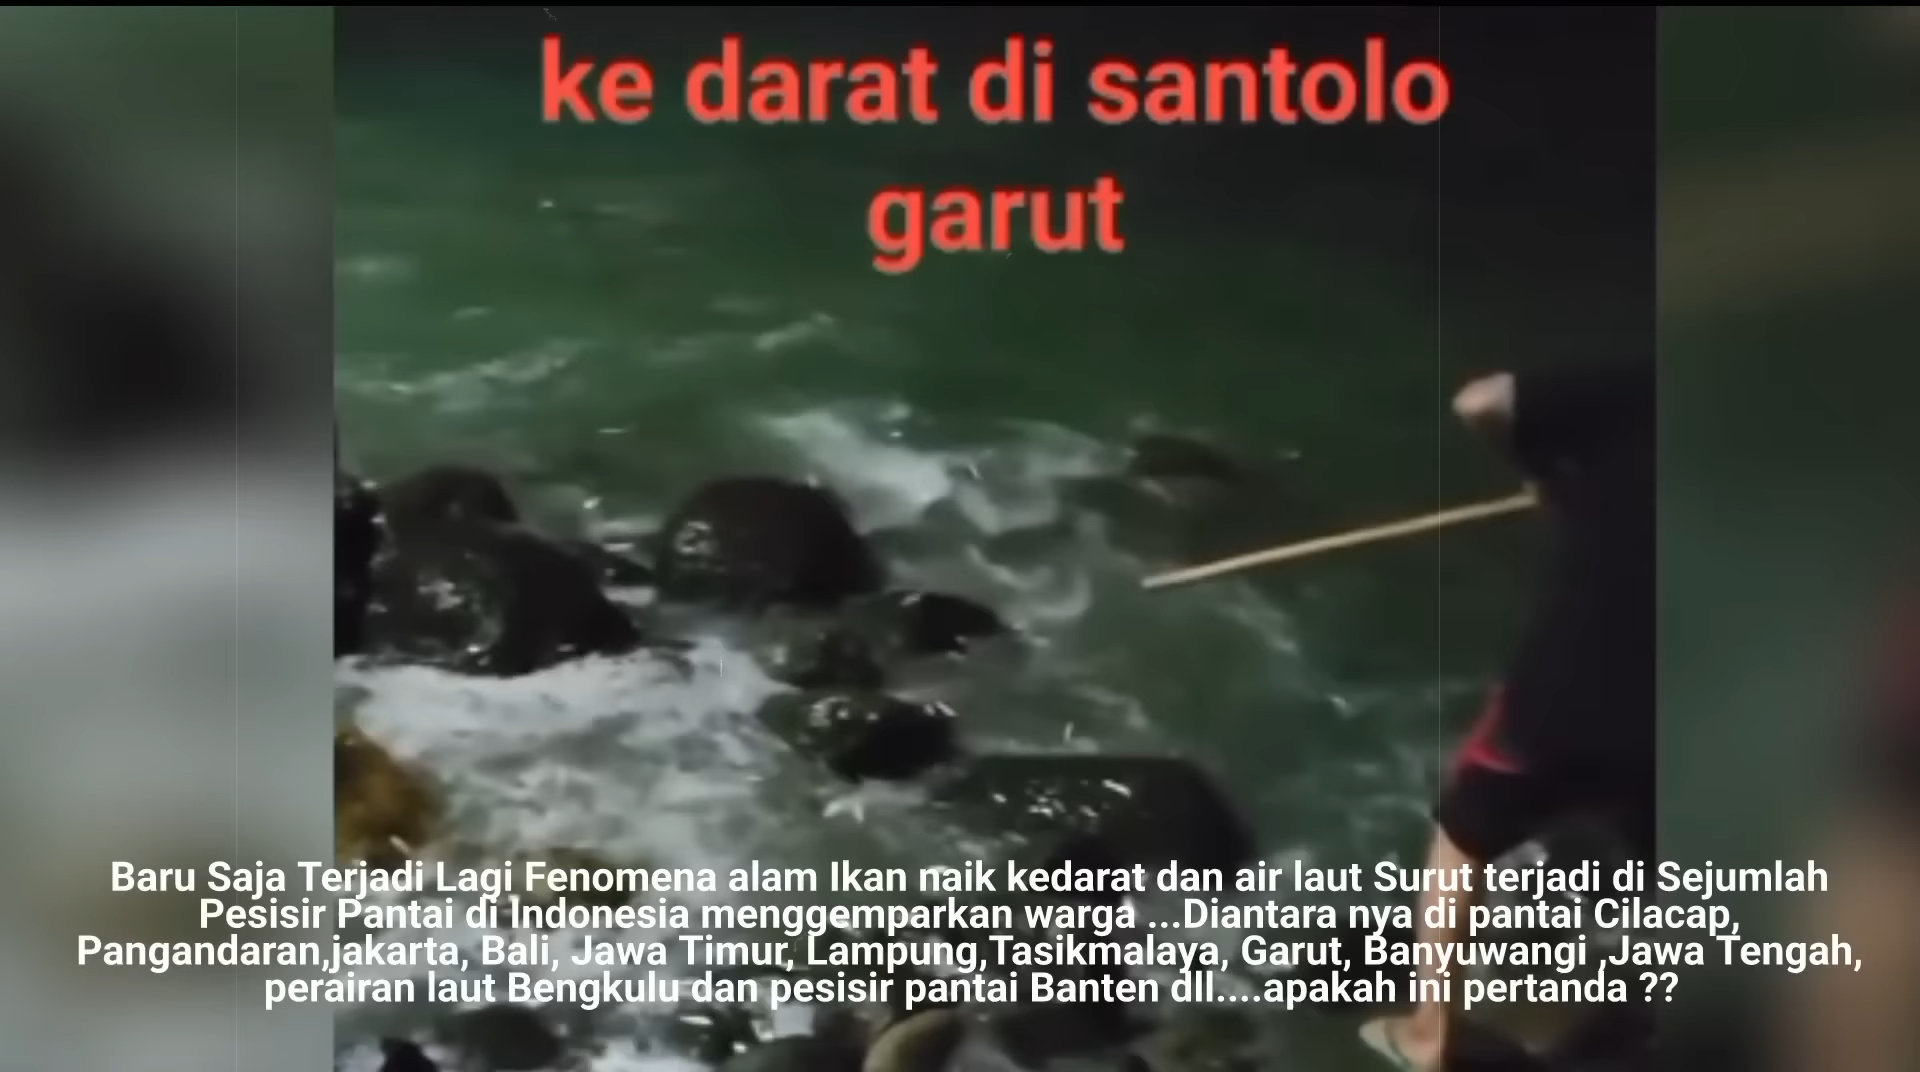 ke darat di santolo
garut
Baru Saja Terjadi Lagi Fenomena alam Ikan naik kedarat dan air laut Surut terjadi di Sejumlah
Pesisir Pantai di Indonesia menggemparkan warga ...Diantara nya di pantai Cilacap,
Pangandaran,jakarta, Bali, Jawa Timur, Lampung,Tasikmalaya, Garut, Banyuwangi ,Jawa Tengah,
perairan laut Bengkulu dan pesisir pantai Banten dll....apakah ini pertanda ??